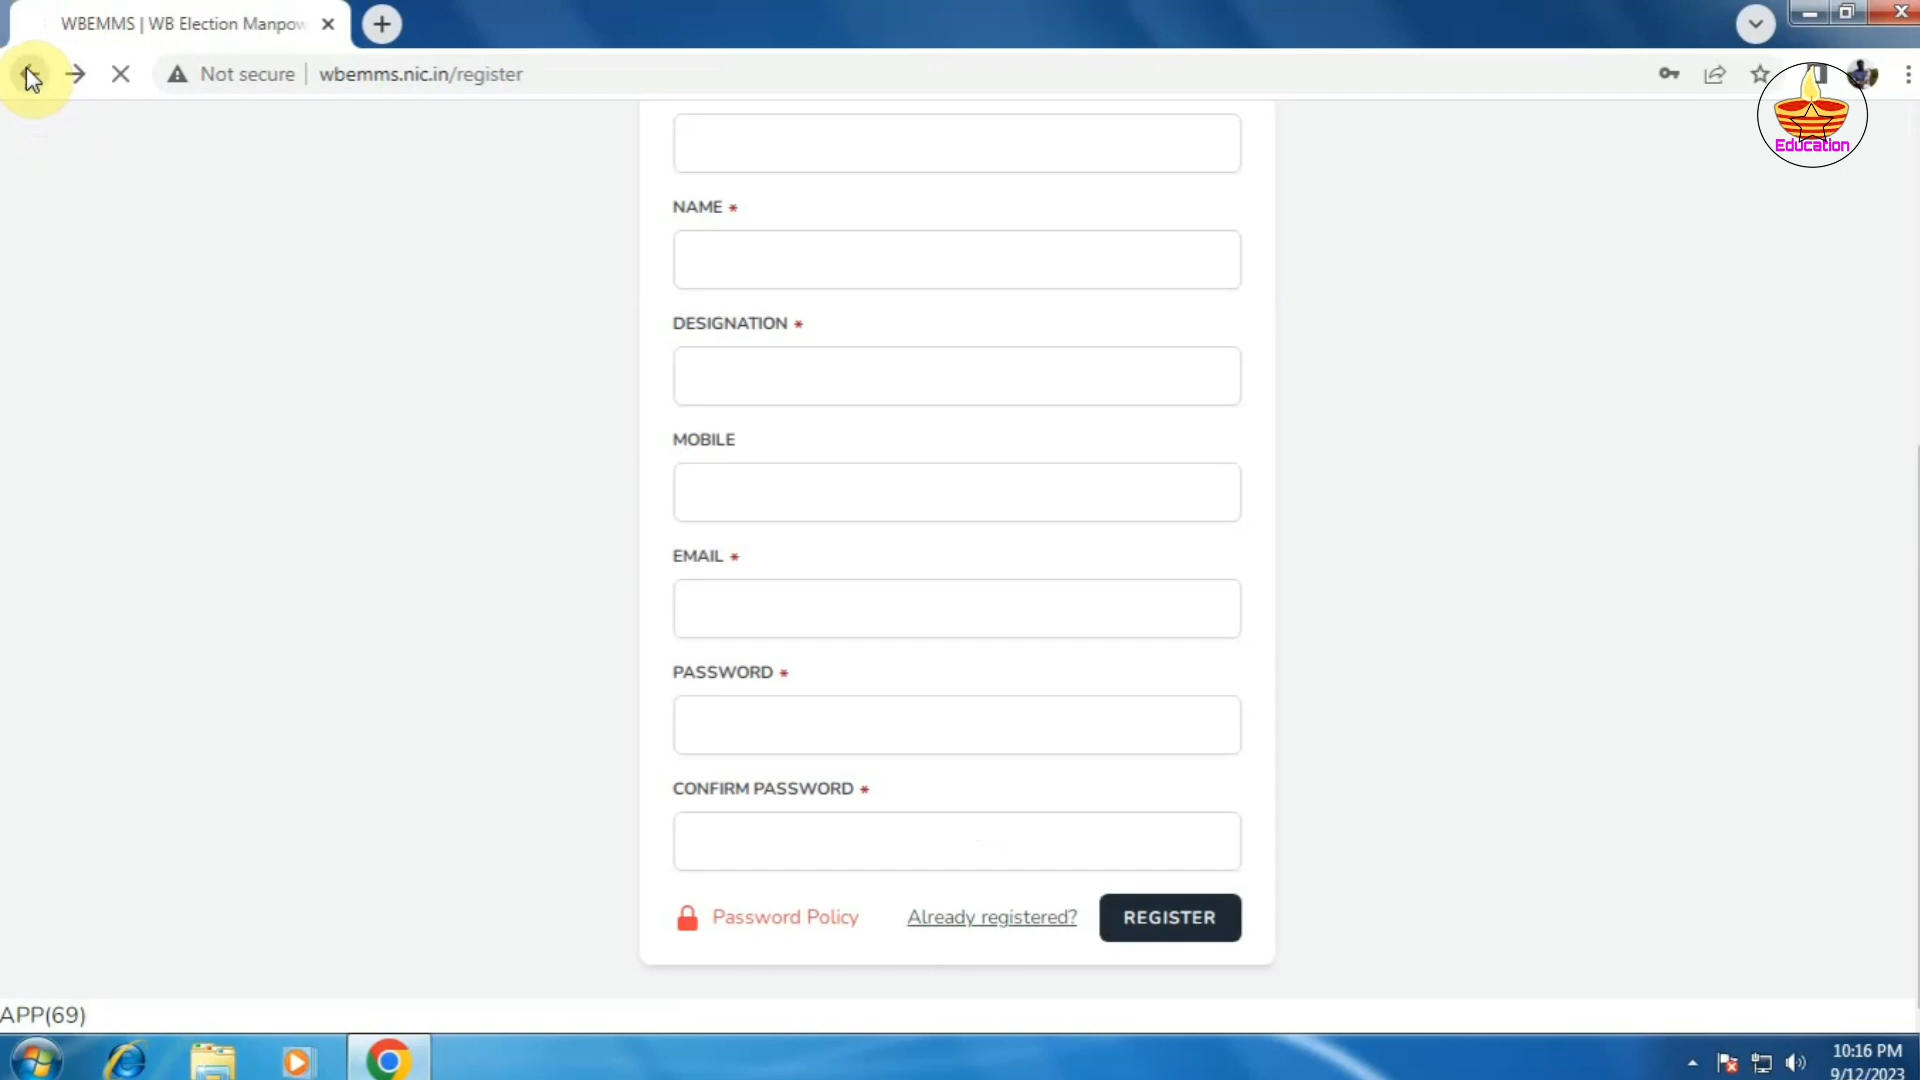 WBEMMS | WB Election Manpow
Not secure
wbemms.nic.in/register
Education
NAME *
DESIGNATION *
MOBILE
EMAIL *
PASSWORD *
CONFIRM PASSWORD *
Password Policy
Already registered?
REGISTER
APP(69)
10:16 PM
9/12/2023